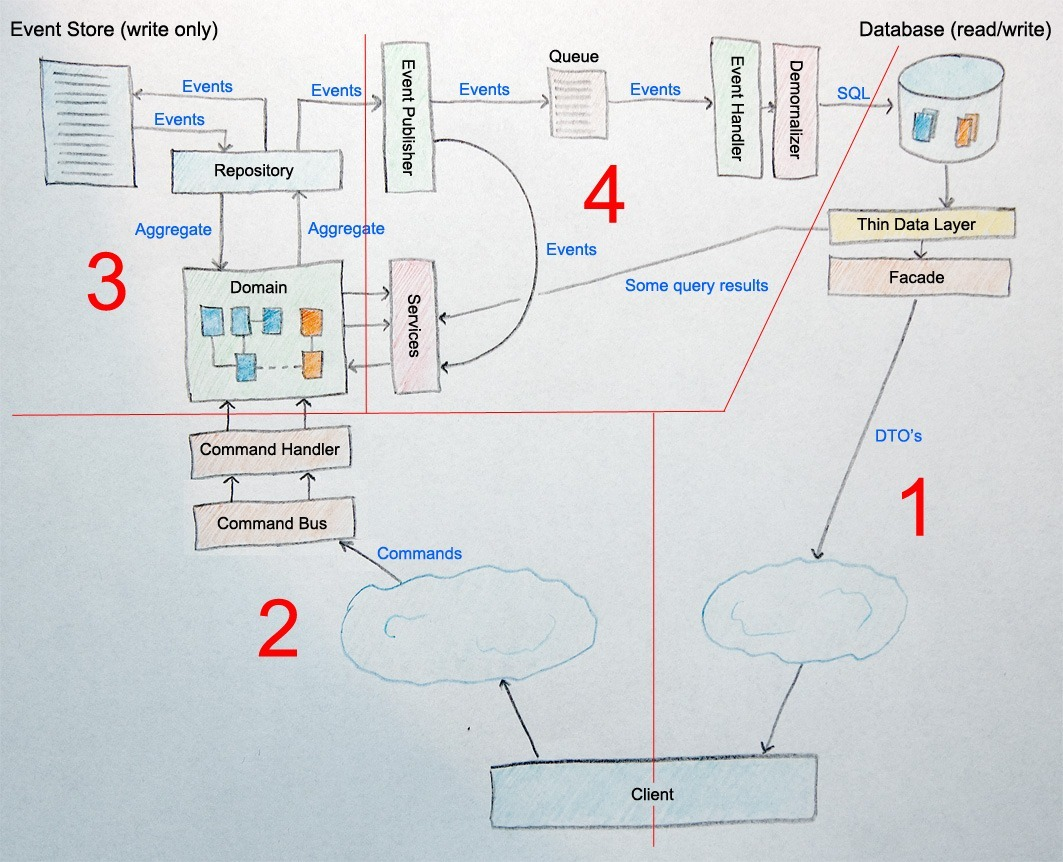 Event Store (write only)
Database (read/write)
Queue
Events
Events
Events
Event Publisher
Events
Events
Event Handler
Demornalizer
SQL
Events
Repository
Aggregate
Aggregate
4
Thin Data Layer
Events
Facade
Some query results
3
Domain
Services
Command Handler
DTO's
1
Command Bus
Commands
2
Client